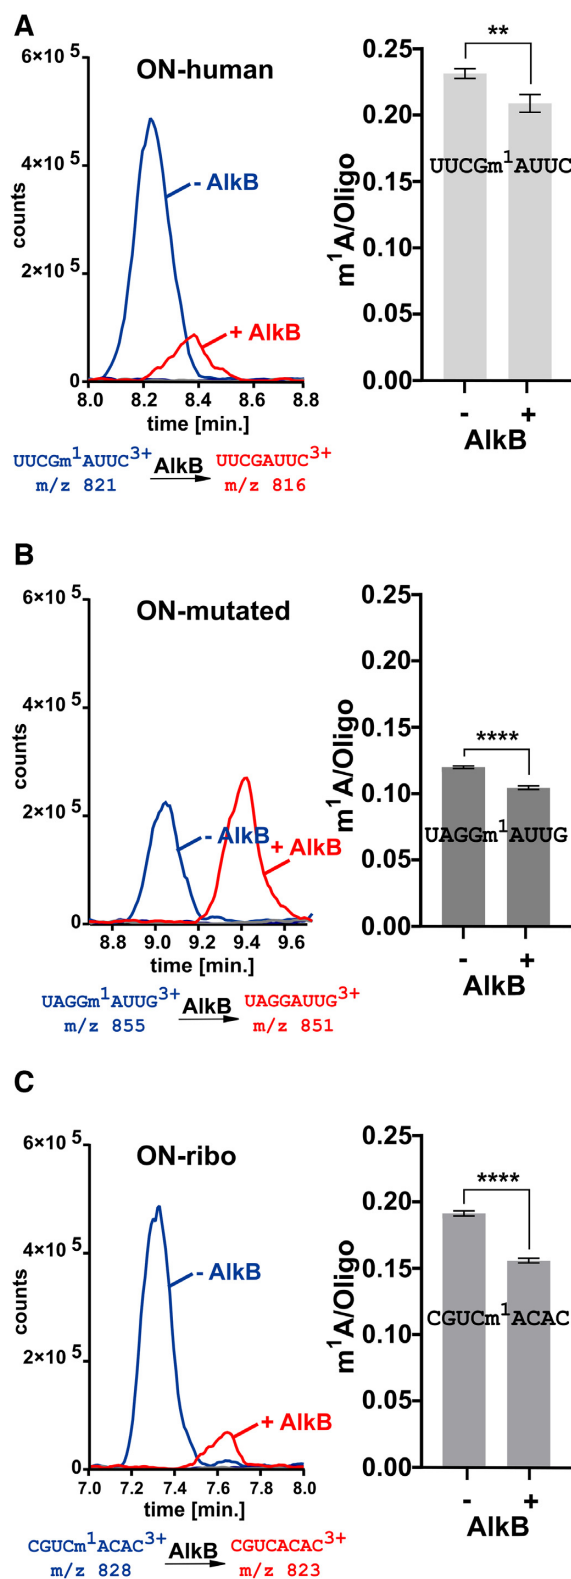 A
ON-human
6×10 5
4×10 5
2×10 5
0
counts
- AlkB
+ AlkB
8.0 8.2 8.4 8.6 8.8
time [min.]
UUCGm1AUUC3+ AlkB UUCGAUUC3+
m/z 821 m/z 816
**
0.25
0.20
0.15
0.10
0.05
0.00
m1A/Oligo
UUCGm1AUUC
- +
AlkB
B
ON-mutated
6×10 5
4×10 5
2×10 5
0
counts
- AlkB
+ AlkB
8.8 9.0 9.2 9.4 9.6
time [min.]
UAGGm1AUUG3+ AlkB UAGGAUUG3+
m/z 855 m/z 851
0.25
0.20
0.15
0.10
0.05
0.00
m1A/Oligo
****
UAGGm1AUUG
- +
AlkB
C
ON-ribo
6×10 5
4×10 5
2×10 5
0
counts
- AlkB
+ AlkB
7.0 7.2 7.4 7.6 7.8 8.0
time [min.]
CGUCm1ACAC3+ AlkB CGUCACAC3+
m/z 828 m/z 823
0.25
0.20
0.15
0.10
0.05
0.00
m1A/Oligo
****
CGUCm1ACAC
- +
AlkB